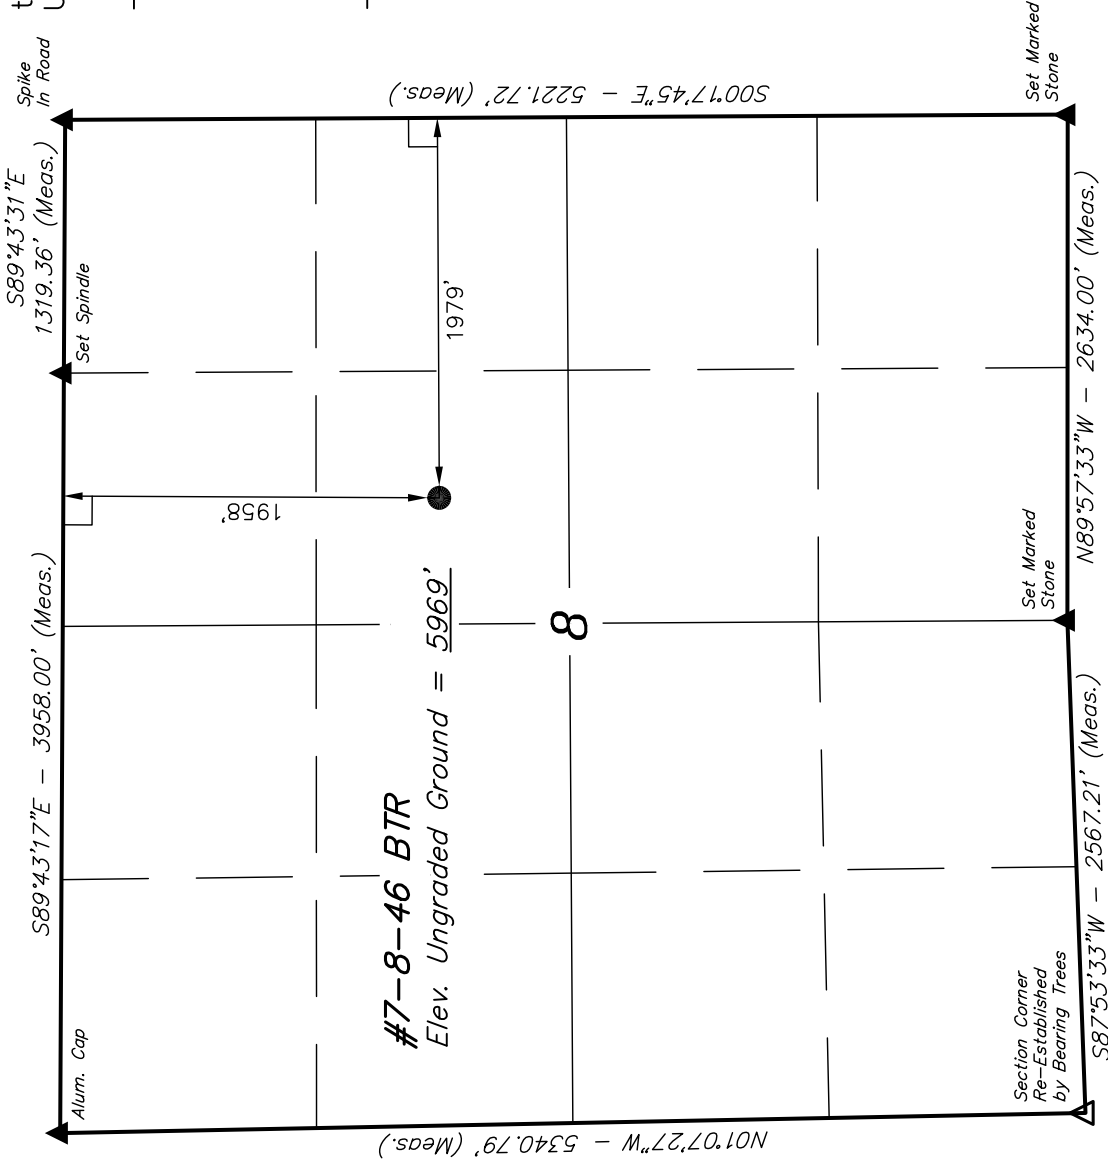 Spike
In Road
S89°43'31"E
1319.36' (Meas.)
Set Spindle
S89°43'17"E – 3958.00' (Meas.)
Alum. Cap
S00°17'45"E – 5221.72' (Meas.)
1958'
1979'
#7–8–46 BTR
Elev. Ungraded Ground = 5969'
8
N01°07'27"W – 5340.79' (Meas.)
Set Marked
Stone
N89°57'33"W – 2634.00' (Meas.)
Set Marked
Stone
Section Corner
Re–Established
by Bearing Trees
S87°53'33"W – 2567.21' (Meas.)